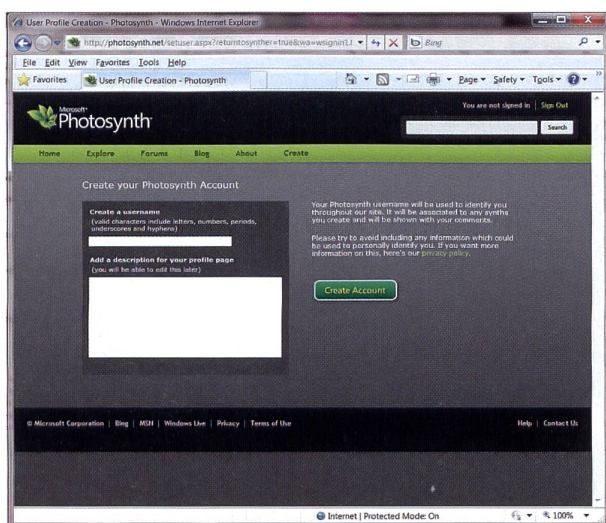 User Profile Creation - Photosynth - Windows Internet Explorer
http://photosynth.net/setuser.aspx?returntosynther=true&wa=wsignin1.(
Bing
File Edit View Favorites Tools Help
Favorites User Profile Creation - Photosynth Page Safety Tools
You are not signed in | Sign Out
Microsoft
Photosynth
Search
Home Explore Forums Blog About Create
Create your Photosynth Account
Create a username
(valid characters include letters, numbers, periods,
underscores and hyphens)
Add a description for your profile page
(you will be able to edit this later)
Your Photosynth username will be used to identify you
throughout our site. It will be associated to any synths
you create and will be shown with your comments.
Please try to avoid including any information which could
be used to personally identify you. If you want more
information on this, here's our privacy policy.
Create Account
© Microsoft Corporation | Bing | MSN | Windows Live | Privacy | Terms of Use
Help | Contact Us
Internet | Protected Mode: On 100%